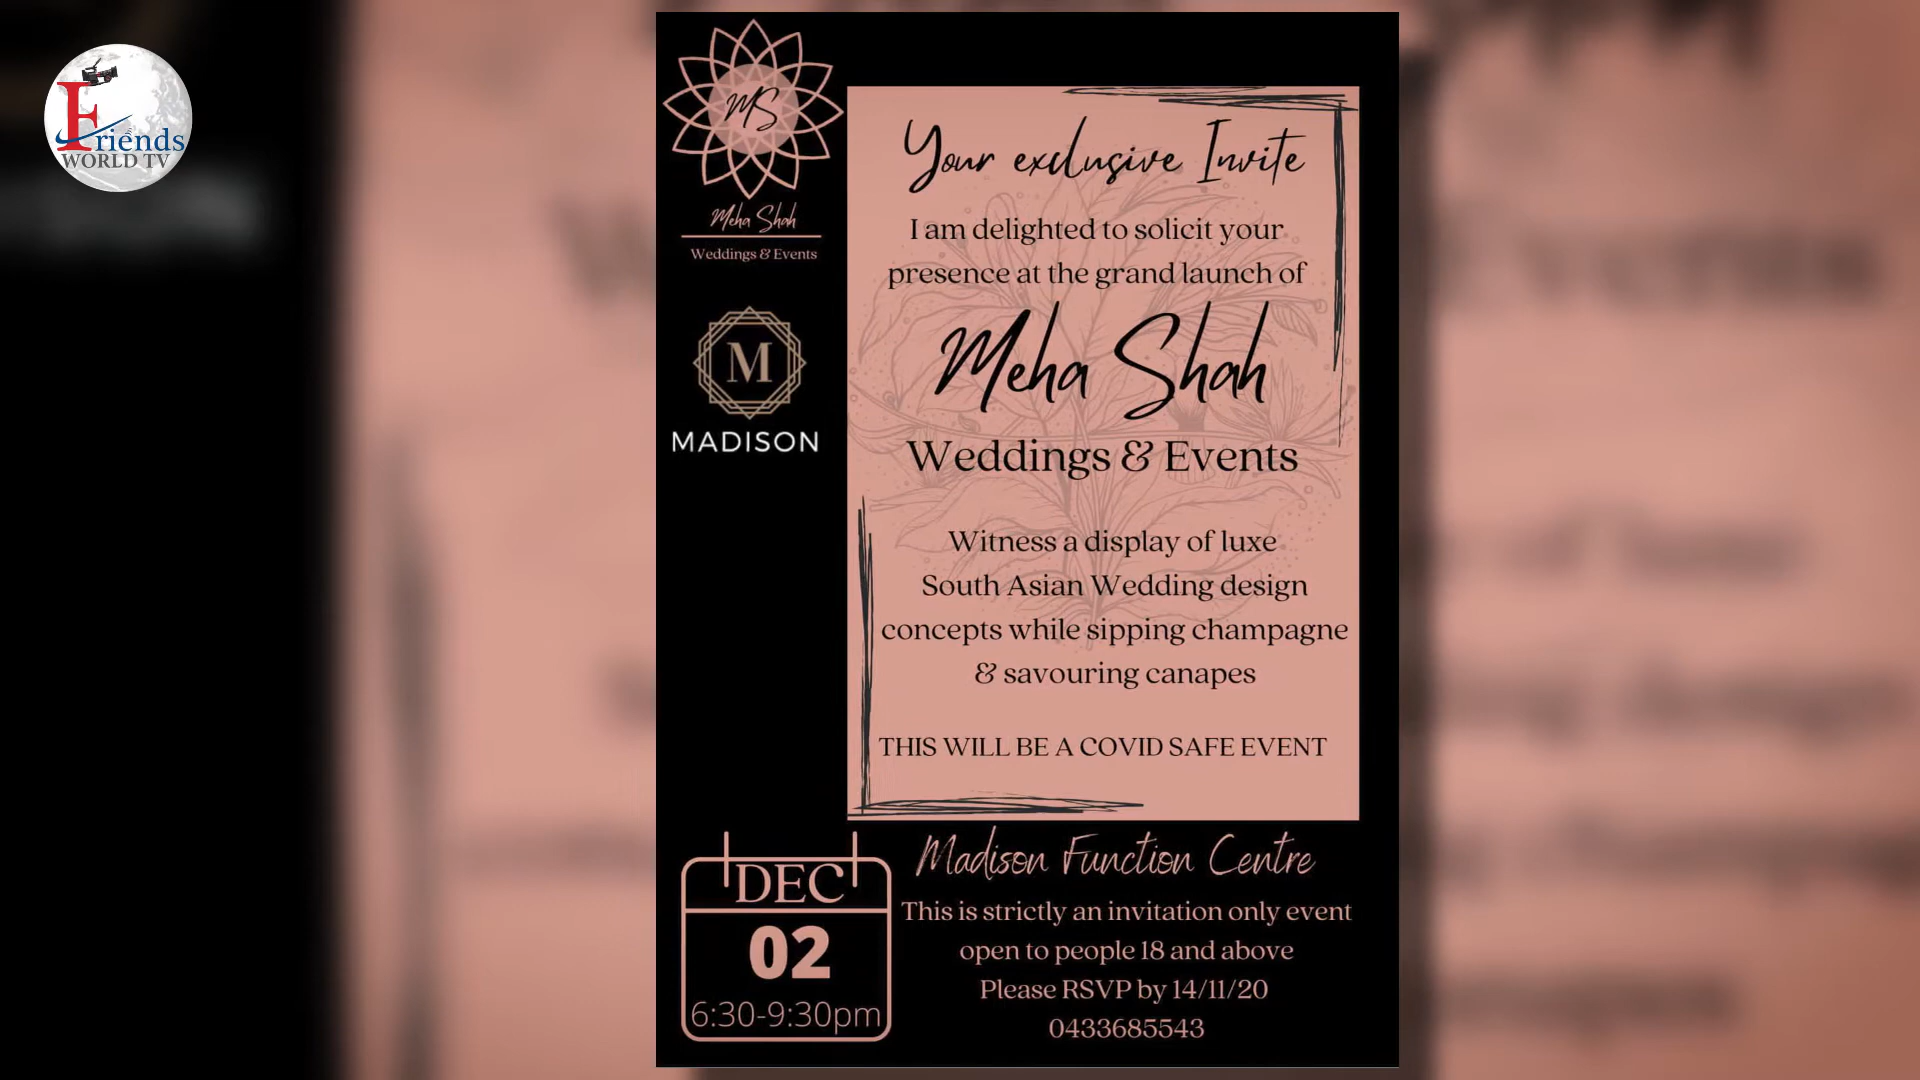 Friends
WORLD TV
MS
Meha Shah
Weddings & Events
M
MADISON
Your exclusive Invite
I am delighted to solicit your
presence at the grand launch of
Meha Shah
Weddings & Events
Witness a display of luxe
South Asian Wedding design
concepts while sipping champagne
& savouring canapes
THIS WILL BE A COVID SAFE EVENT
DEC
02
6:30-9:30pm
Madison Function Centre
This is strictly an invitation only event
open to people 18 and above
Please RSVP by 14/11/20
0433685543